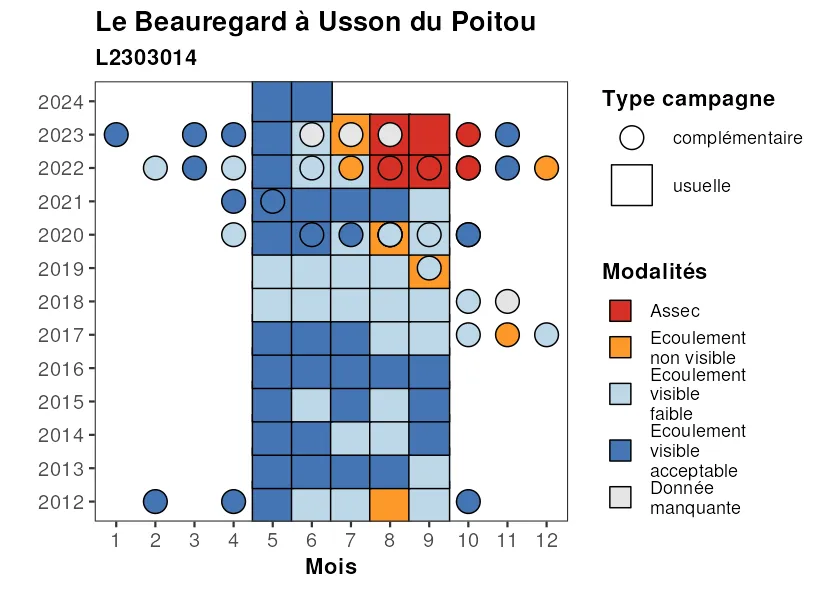 Le Beauregard à Usson du Poitou
L2303014
2024
2023
2022
2021
2020
2019
2018
2017
2016
2015
2014
2013
2012
1 2 3 4 5 6 7 8 9 10 11 12
Mois
Type campagne
complémentaire
usuelle
Modalités
Assec
Ecoulement
non visible
Ecoulement
visible
faible
Ecoulement
visible
acceptable
Donnée
manquante